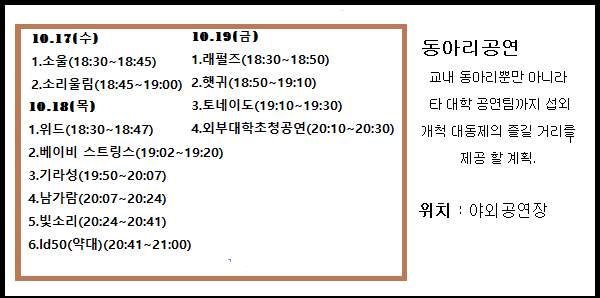 10.17(수)
1.소울(18:30~18:45)
2.소리울림(18:45~19:00)
10.18(목)
1.위드(18:30~18:47)
2.베이비 스트링스(19:02~19:20)
3.기라성(19:50~20:07)
4.남가람(20:07~20:24)
5.빛소리(20:24~20:41)
6.ld50(약대)(20:41~21:00)
10.19(금)
1.래펄즈(18:30~18:50)
2.햇귀(18:50~19:10)
3.토네이도(19:10~19:30)
4.외부대학초청공연(20:10~20:30)
동아리공연
교내 동아리뿐만 아니라
타 대학 공연팀까지 섭외
개척 대동제의 즐길 거리를
제공 할 계획.
위치 : 야외공연장